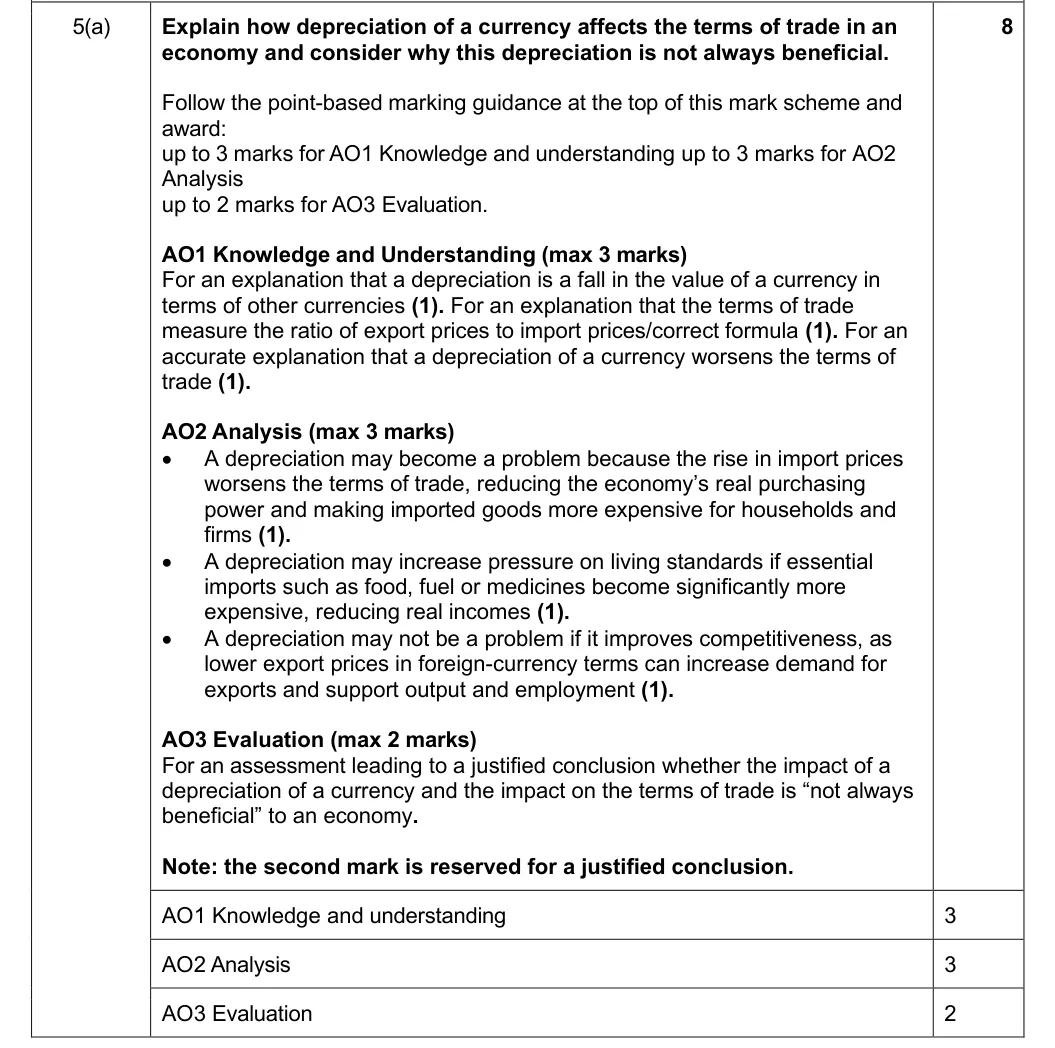 5(a)
Explain how depreciation of a currency affects the terms of trade in an
economy and consider why this depreciation is not always beneficial.
8
Follow the point-based marking guidance at the top of this mark scheme and
award:
up to 3 marks for AO1 Knowledge and understanding up to 3 marks for AO2
Analysis
up to 2 marks for AO3 Evaluation.
AO1 Knowledge and Understanding (max 3 marks)
For an explanation that a depreciation is a fall in the value of a currency in
terms of other currencies (1). For an explanation that the terms of trade
measure the ratio of export prices to import prices/correct formula (1). For an
accurate explanation that a depreciation of a currency worsens the terms of
trade (1).
AO2 Analysis (max 3 marks)
• A depreciation may become a problem because the rise in import prices
worsens the terms of trade, reducing the economy’s real purchasing
power and making imported goods more expensive for households and
firms (1).
• A depreciation may increase pressure on living standards if essential
imports such as food, fuel or medicines become significantly more
expensive, reducing real incomes (1).
• A depreciation may not be a problem if it improves competitiveness, as
lower export prices in foreign-currency terms can increase demand for
exports and support output and employment (1).
AO3 Evaluation (max 2 marks)
For an assessment leading to a justified conclusion whether the impact of a
depreciation of a currency and the impact on the terms of trade is “not always
beneficial” to an economy.
Note: the second mark is reserved for a justified conclusion.
AO1 Knowledge and understanding 3
AO2 Analysis 3
AO3 Evaluation 2